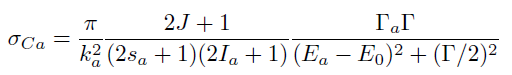 $\sigma_{Ca} = \frac{\pi}{k_a^2} \frac{2J+1}{(2s_a+1)(2I_a+1)} \frac{\Gamma_a \Gamma}{(E_a - E_0)^2 + (\Gamma/2)^2}$